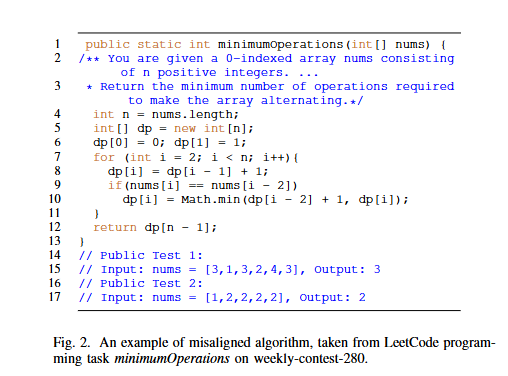 1 public static int minimumOperations(int[] nums) {
2 /** You are given a 0-indexed array nums consisting
of n positive integers. ...
3 * Return the minimum number of operations required
to make the array alternating.*/
4 int n = nums.length;
5 int[] dp = new int[n];
6 dp[0] = 0; dp[1] = 1;
7 for (int i = 2; i < n; i++){
8 dp[i] = dp[i - 1] + 1;
9 if(nums[i] == nums[i - 2])
10 dp[i] = Math.min(dp[i - 2] + 1, dp[i]);
11 }
12 return dp[n - 1];
13 }
14 // Public Test 1:
15 // Input: nums = [3,1,3,2,4,3], Output: 3
16 // Public Test 2:
17 // Input: nums = [1,2,2,2,2], Output: 2
Fig. 2. An example of misaligned algorithm, taken from LeetCode program-
ming task minimumOperations on weekly-contest-280.